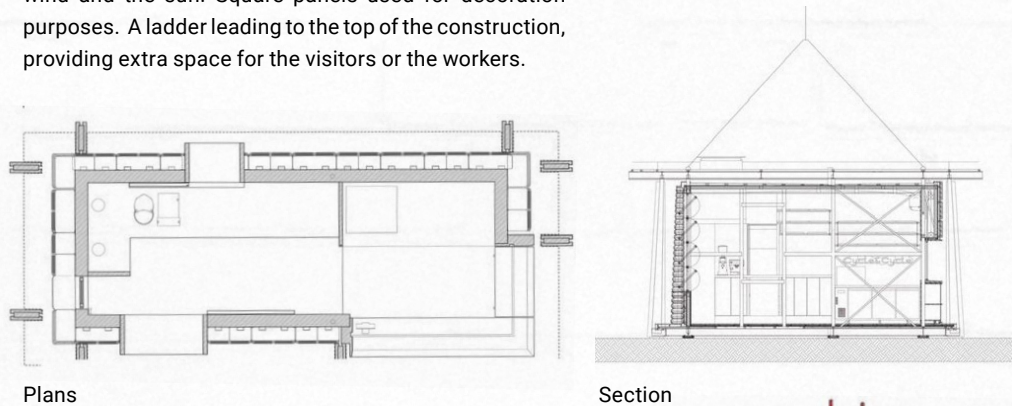 wind and the sun. Square panels used for decoration
purposes. A ladder leading to the top of the construction,
providing extra space for the visitors or the workers.
Plans
Section